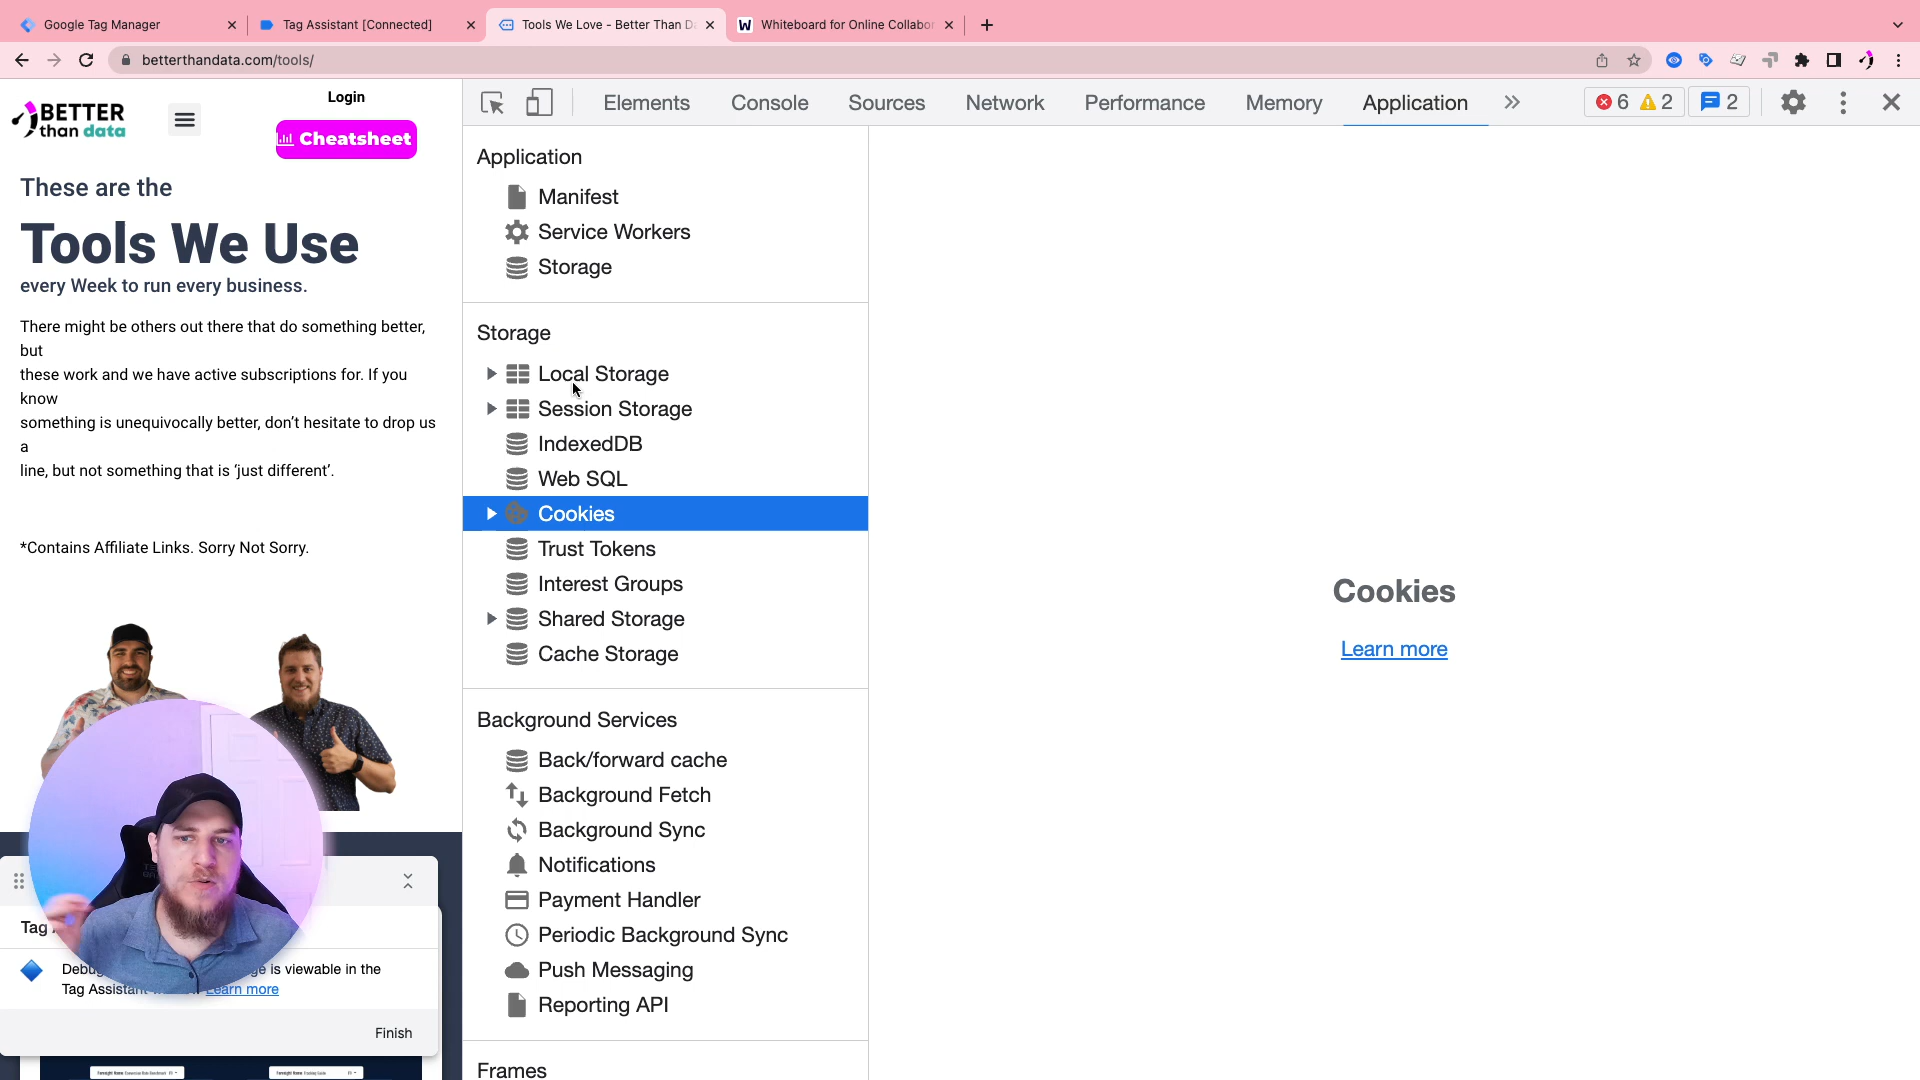 Google Tag Manager
Tag Assistant [Connected]
Tools We Love - Better Than Da
Whiteboard for Online Collabor
betterthandata.com/tools/
BETTER
than data
Login
Cheatsheet
These are the
Tools We Use
every Week to run every business.
There might be others out there that do something better,
but
these work and we have active subscriptions for. If you
know
something is unequivocally better, don’t hesitate to drop us
a
line, but not something that is ‘just different’.
*Contains Affiliate Links. Sorry Not Sorry.
Tag
is viewable in the
Tag Assistant
Learn more
Finish
Elements
Console
Sources
Network
Performance
Memory
Application
6
2
2
Application
Manifest
Service Workers
Storage
Storage
Local Storage
Session Storage
IndexedDB
Web SQL
Cookies
Trust Tokens
Interest Groups
Shared Storage
Cache Storage
Background Services
Back/forward cache
Background Fetch
Background Sync
Notifications
Payment Handler
Periodic Background Sync
Push Messaging
Reporting API
Frames
Cookies
Learn more